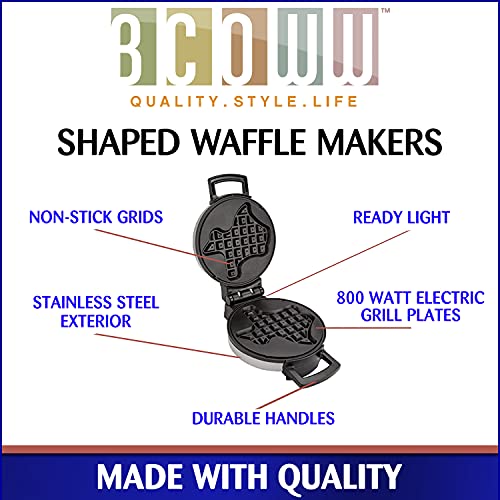 BCOWW™
QUALITY.STYLE.LIFE
SHAPED WAFFLE MAKERS
NON-STICK GRIDS
READY LIGHT
STAINLESS STEEL
EXTERIOR
800 WATT ELECTRIC
GRILL PLATES
DURABLE HANDLES
MADE WITH QUALITY